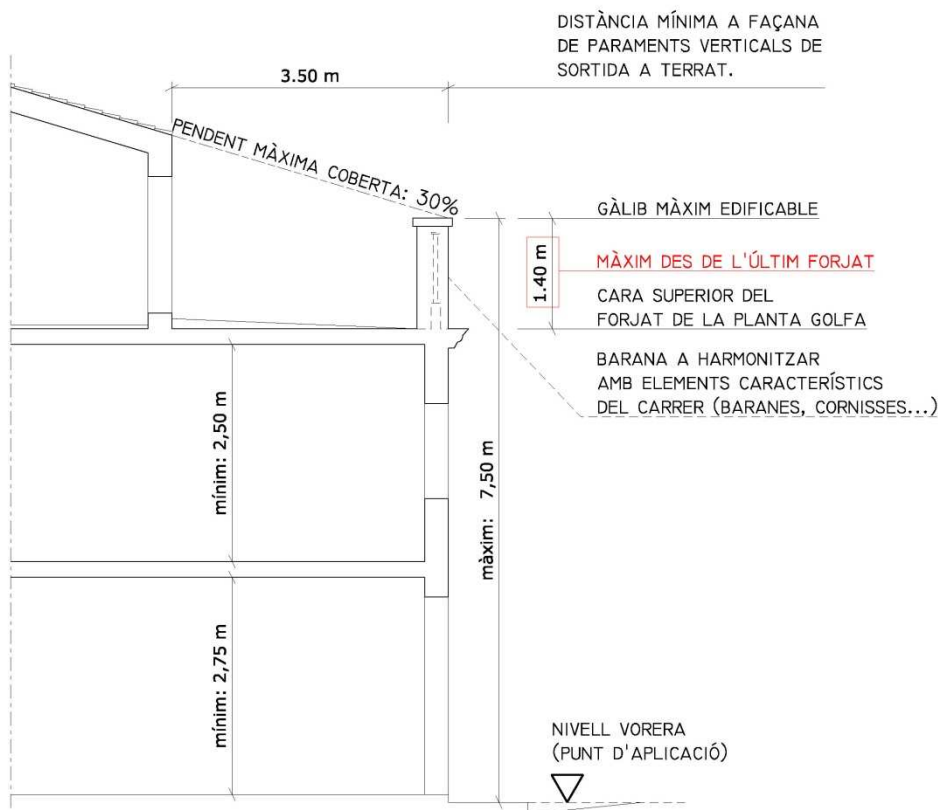 DISTÀNCIA MÍNIMA A FAÇANA
DE PARAMENTS VERTICALS DE
SORTIDA A TERRAT.
3.50 m
PENDENT MÀXIMA COBERTA: 30%
GÀLIB MÀXIM EDIFICABLE
1.40 m
MÀXIM DES DE L'ÚLTIM FORJAT
CARA SUPERIOR DEL
FORJAT DE LA PLANTA GOLFA
BARANA A HARMONITZAR
AMB ELEMENTS CARACTERÍSTICS
DEL CARRER (BARANES, CORNISSES...)
mínim: 2,50 m
màxim: 7,50 m
mínim: 2,75 m
NIVELL VORERA
(PUNT D'APLICACIÓ)